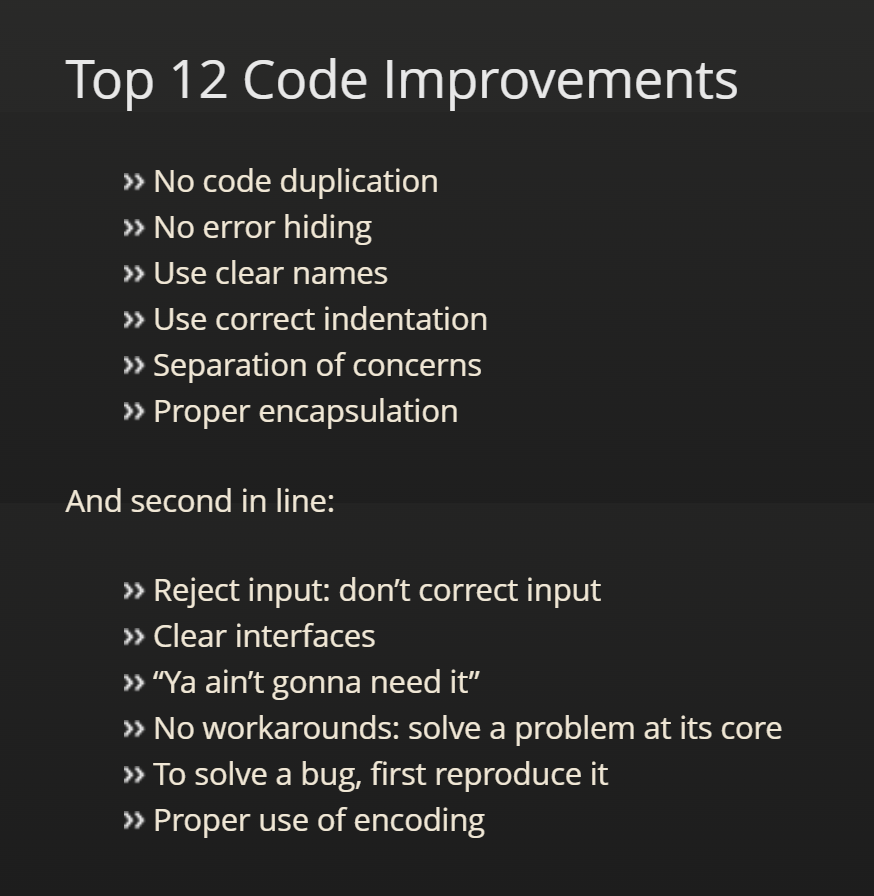 Top 12 Code Improvements
» No code duplication
» No error hiding
» Use clear names
» Use correct indentation
» Separation of concerns
» Proper encapsulation
And second in line:
» Reject input: don’t correct input
» Clear interfaces
» “Ya ain’t gonna need it”
» No workarounds: solve a problem at its core
» To solve a bug, first reproduce it
» Proper use of encoding